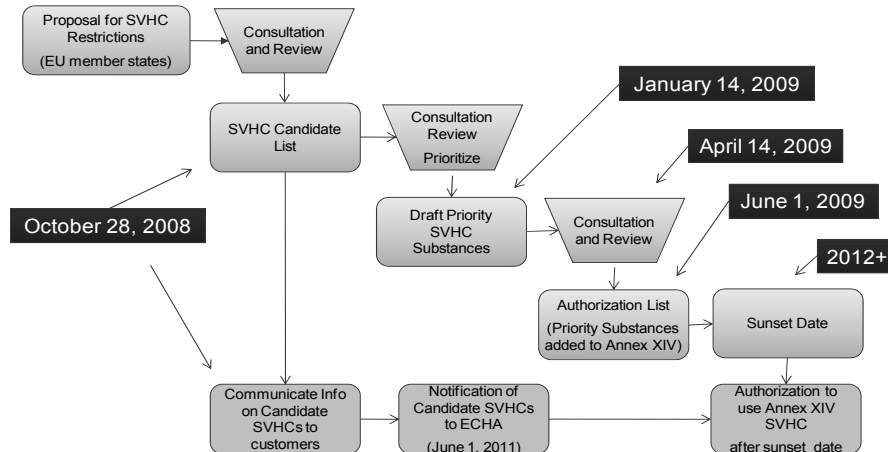 Proposal for SVHC
Restrictions
(EU member states)
Consultation
and Review
January 14, 2009
SVHC Candidate
List
Consultation
Review
Prioritize
April 14, 2009
October 28, 2008
Draft Priority
SVHC
Substances
Consultation
and Review
June 1, 2009
2012+
Authorization List
(Priority Substances
added to Annex XIV)
Sunset Date
Communicate Info
on Candidate
SVHCs to
customers
Notification of
Candidate SVHCs
to ECHA
(June 1, 2011)
Authorization to
use Annex XIV
SVHC
after sunset date